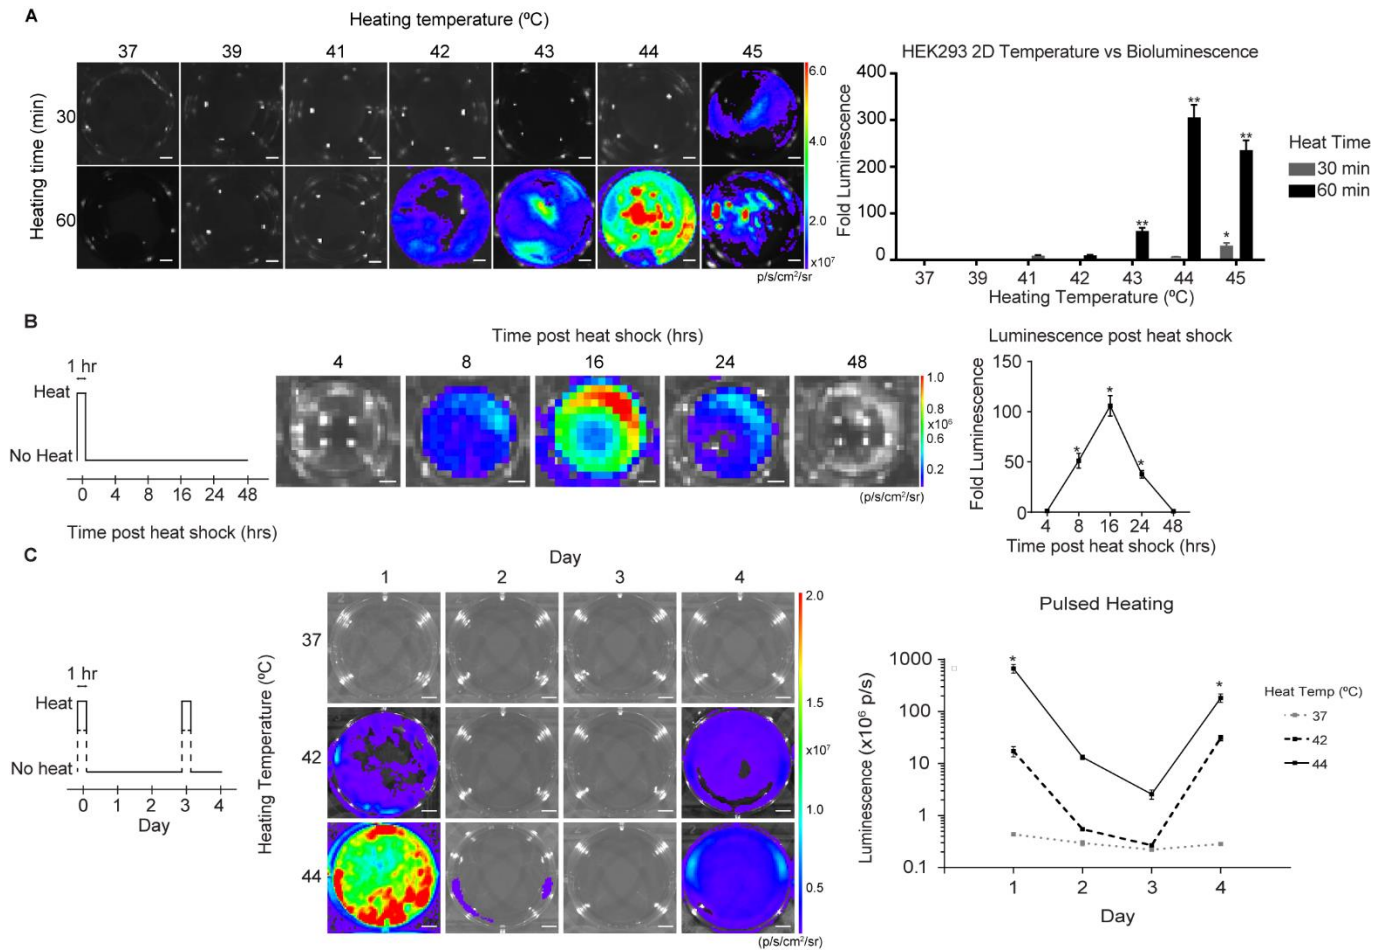 A
Heating temperature (ºC)
37 39 41 42 43 44 45
Heating time (min)
30
60
6.0
4.0
2.0
x10⁷
p/s/cm²/sr
HEK293 2D Temperature vs Bioluminescence
Fold Luminescence
400
300
200
100
0
** ** ** *
37 39 41 42 43 44 45
Heating Temperature (ºC)
Heat Time
30 min
60 min
B
1 hr
Heat
No Heat
0 4 8 16 24 48
Time post heat shock (hrs)
Time post heat shock (hrs)
4 8 16 24 48
1.0
0.8
x10⁶
0.6
0.4
0.2
(p/s/cm²/sr)
Luminescence post heat shock
Fold Luminescence
150
100
50
0
* * * *
4 8 16 24 48
Time post heat shock (hrs)
C
1 hr
Heat
No heat
0 1 2 3 4
Day
Day
1 2 3 4
Heating Temperature (ºC)
37
42
44
2.0
1.5
x10⁷
1.0
0.5
(p/s/cm²/sr)
Pulsed Heating
Luminescence (x10⁶ p/s)
1000
100
10
1
0.1
* *
1 2 3 4
Day
Heat Temp (ºC)
37
42
44